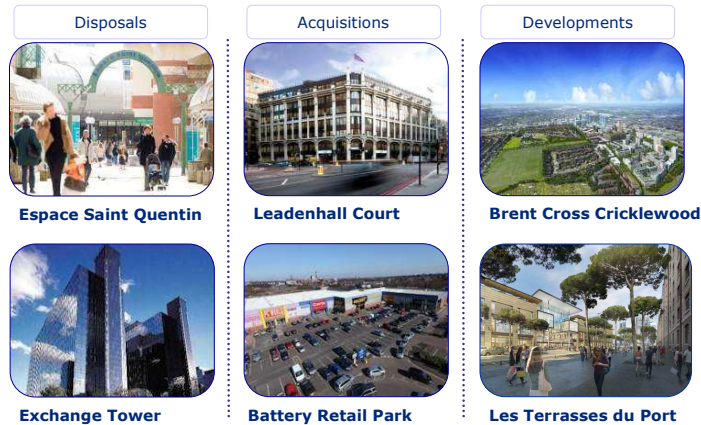 Disposals
Acquisitions
Developments
Espace Saint Quentin
Leadenhall Court
Brent Cross Cricklewood
Exchange Tower
Battery Retail Park
Les Terrasses du Port